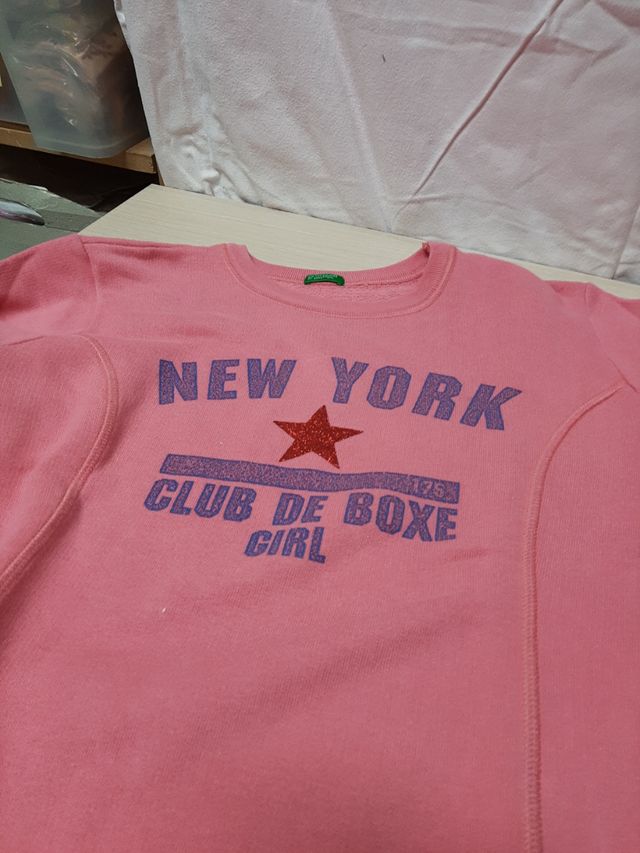 NEW YORK
175
CLUB DE BOXE
GIRL